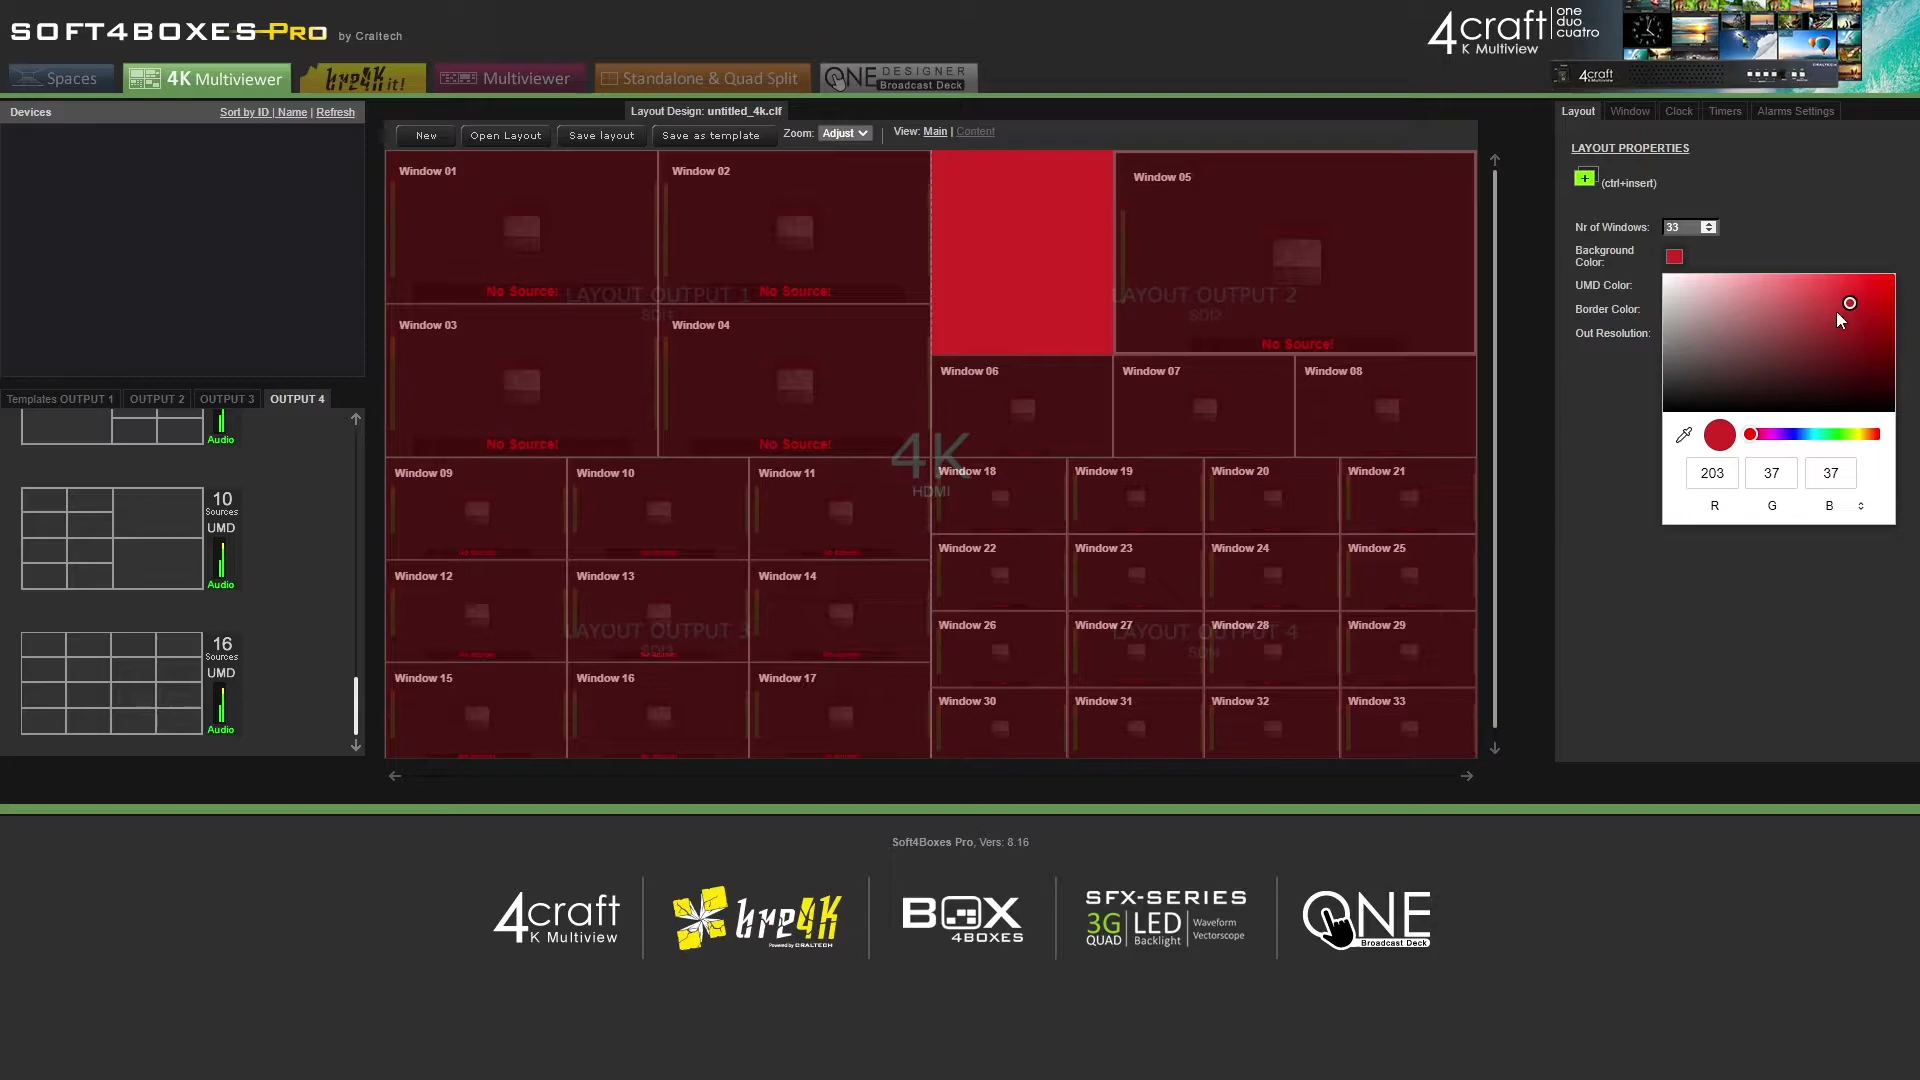 SOFT4BOXES PRO by Craltech
4craft
K Multiview
one
duo
cuatro
4craft
Spaces
4K Multiviewer
bre4K it!
Multiviewer
Standalone & Quad Split
ONE DESIGNER
Broadcast Deck
Devices
Sort by ID | Name | Refresh
Layout Design: untitled_4k.clf
New
Open Layout
Save layout
Save as template
Zoom: Adjust
View: Main | Content
Layout
Window
Clock
Timers
Alarms Settings
LAYOUT PROPERTIES
+ (ctrl+insert)
Nr of Windows: 33
Background
Color:
UMD Color:
Border Color:
Out Resolution:
203
37
37
R
G
B
Templates OUTPUT 1
OUTPUT 2
OUTPUT 3
OUTPUT 4
Audio
10
Sources
UMD
Audio
16
Sources
UMD
Audio
Window 01
Window 02
Window 05
No Source!
LAYOUT OUTPUT 1
SDI1
No Source!
LAYOUT OUTPUT 2
SDI2
No Source!
Window 03
Window 04
No Source!
No Source!
Window 06
Window 07
Window 08
4K
HDMI
Window 09
Window 10
Window 11
Window 12
Window 13
Window 14
LAYOUT OUTPUT 3
Window 15
Window 16
Window 17
Window 18
Window 19
Window 20
Window 21
Window 22
Window 23
Window 24
Window 25
Window 26
Window 27
Window 28
Window 29
LAYOUT OUTPUT 4
Window 30
Window 31
Window 32
Window 33
Soft4Boxes Pro, Vers: 8.16
4craft
K Multiview
bre4K
Powered by CRALTECH
BOX
4BOXES
SFX-SERIES
3G
QUAD
LED
Backlight
Waveform
Vectorscope
ONE
Broadcast Deck